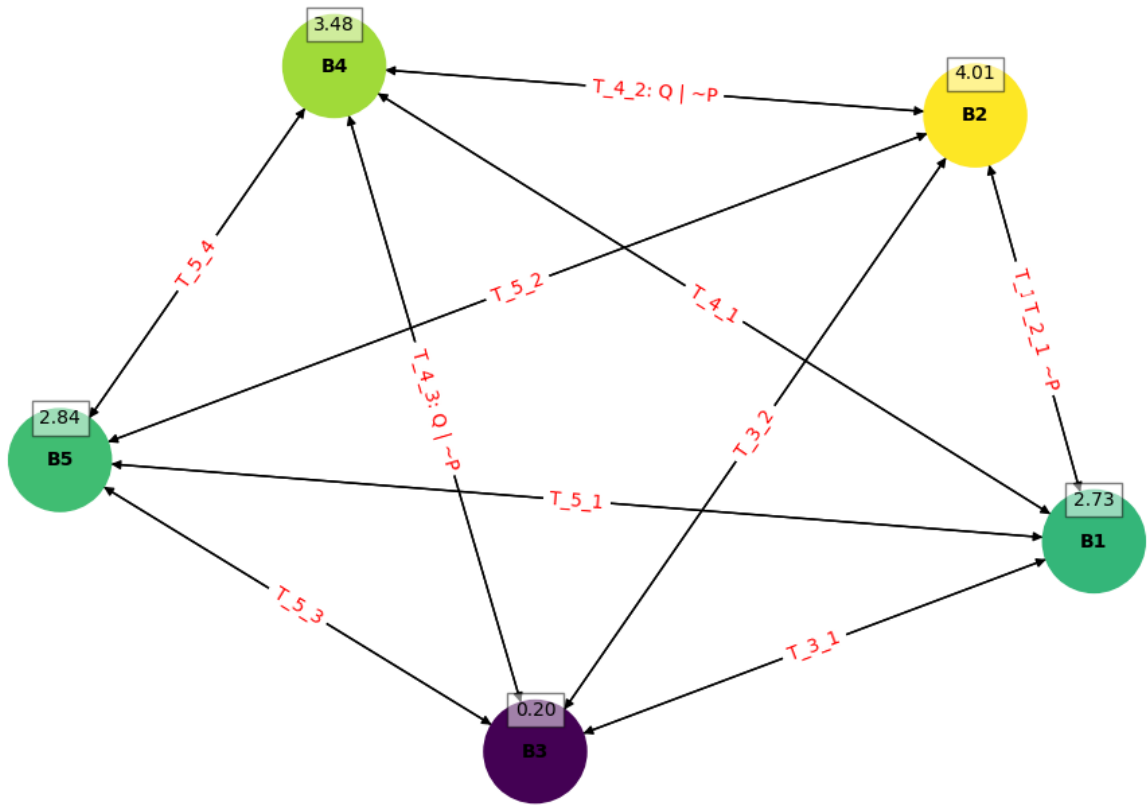 3.48
B4
4.01
B2
T_4_2: Q | ~P
T_5_4
T_5_2
T_4_1
T_2_1 ~P
T_4_3: Q | ~P
T_3_2
2.84
B5
T_5_1
2.73
B1
T_5_3
T_3_1
0.20
B3